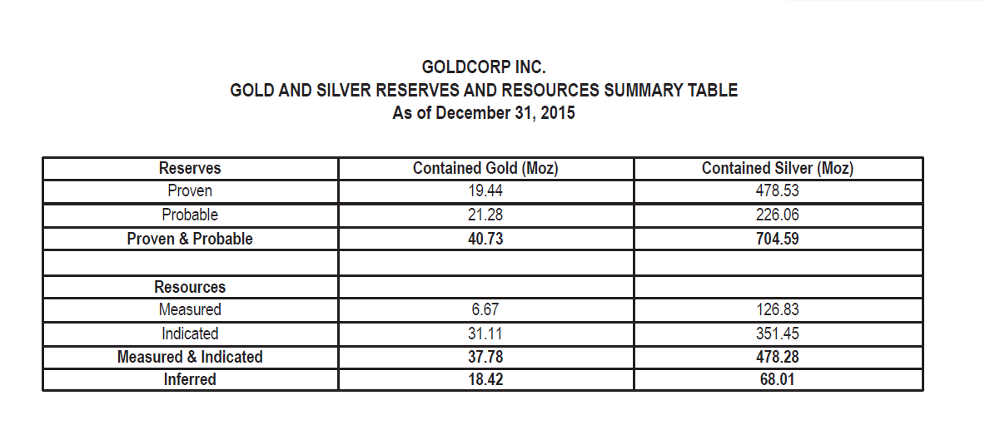 GOLDCORP INC.
GOLD AND SILVER RESERVES AND RESOURCES SUMMARY TABLE
As of December 31, 2015
Reserves Contained Gold (Moz) Contained Silver (Moz)
Proven 19.44 478.53
Probable 21.28 226.06
Proven & Probable 40.73 704.59
Resources
Measured 6.67 126.83
Indicated 31.11 351.45
Measured & Indicated 37.78 478.28
Inferred 18.42 68.01